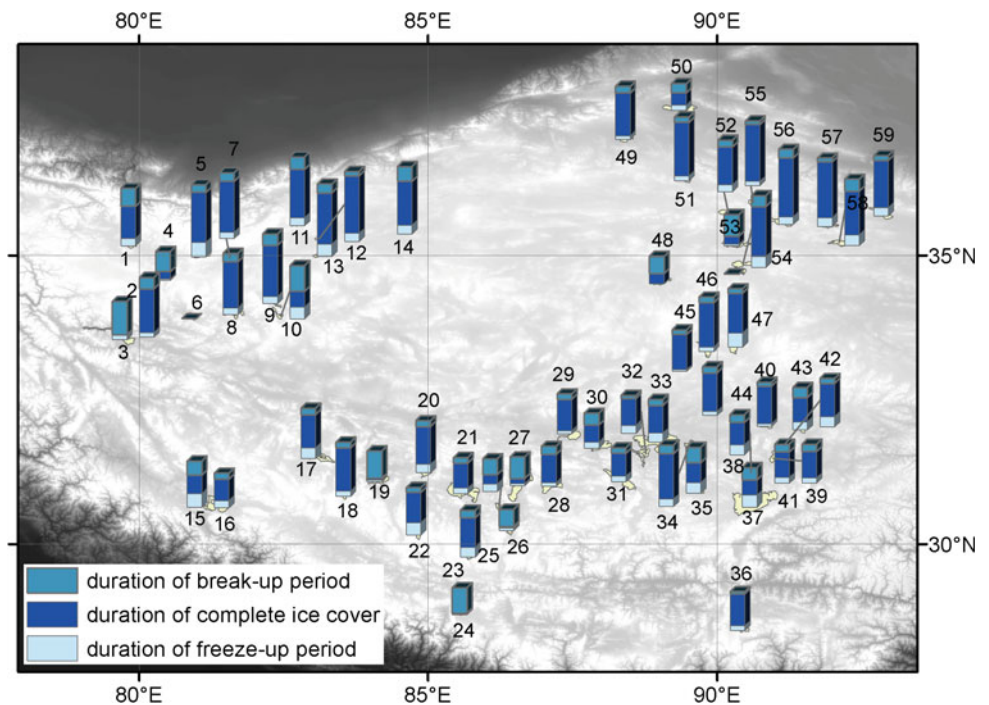 80°E 85°E 90°E
50
55
5 7 52 56 57 59
49
4 51 58
11 53
1 12 14
13 48 54 35°N
2 6 46
8 9 10 45 47
3
32 40 43 42
29 33
20 30 44
21 27
17 38
19 28 31
15 16 18 35 41 39
34 37
22 25 26 30°N
23 36
24
duration of break-up period
duration of complete ice cover
duration of freeze-up period
80°E 85°E 90°E